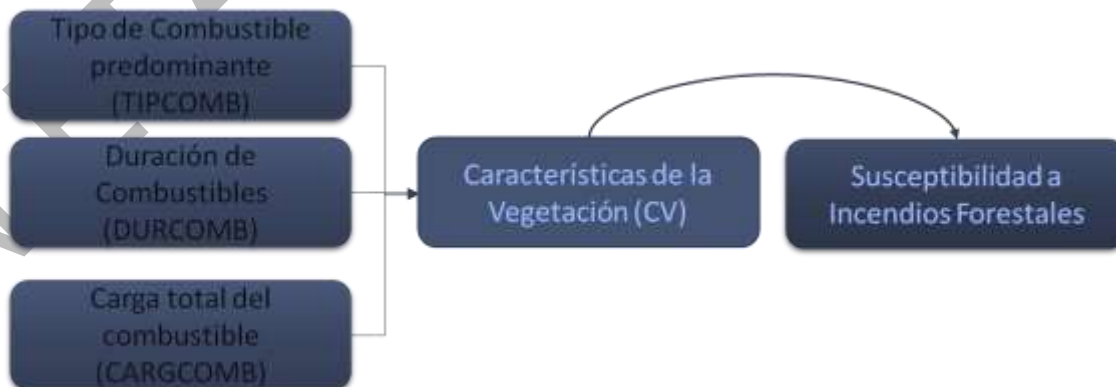 Tipo de Combustible
predominante
(TIPCOMB)
Duración de
Combustibles
(DURCOMB)
Carga total del
combustible
(CARGCOMB)
Características de la
Vegetación (CV)
Susceptibilidad a
Incendios Forestales